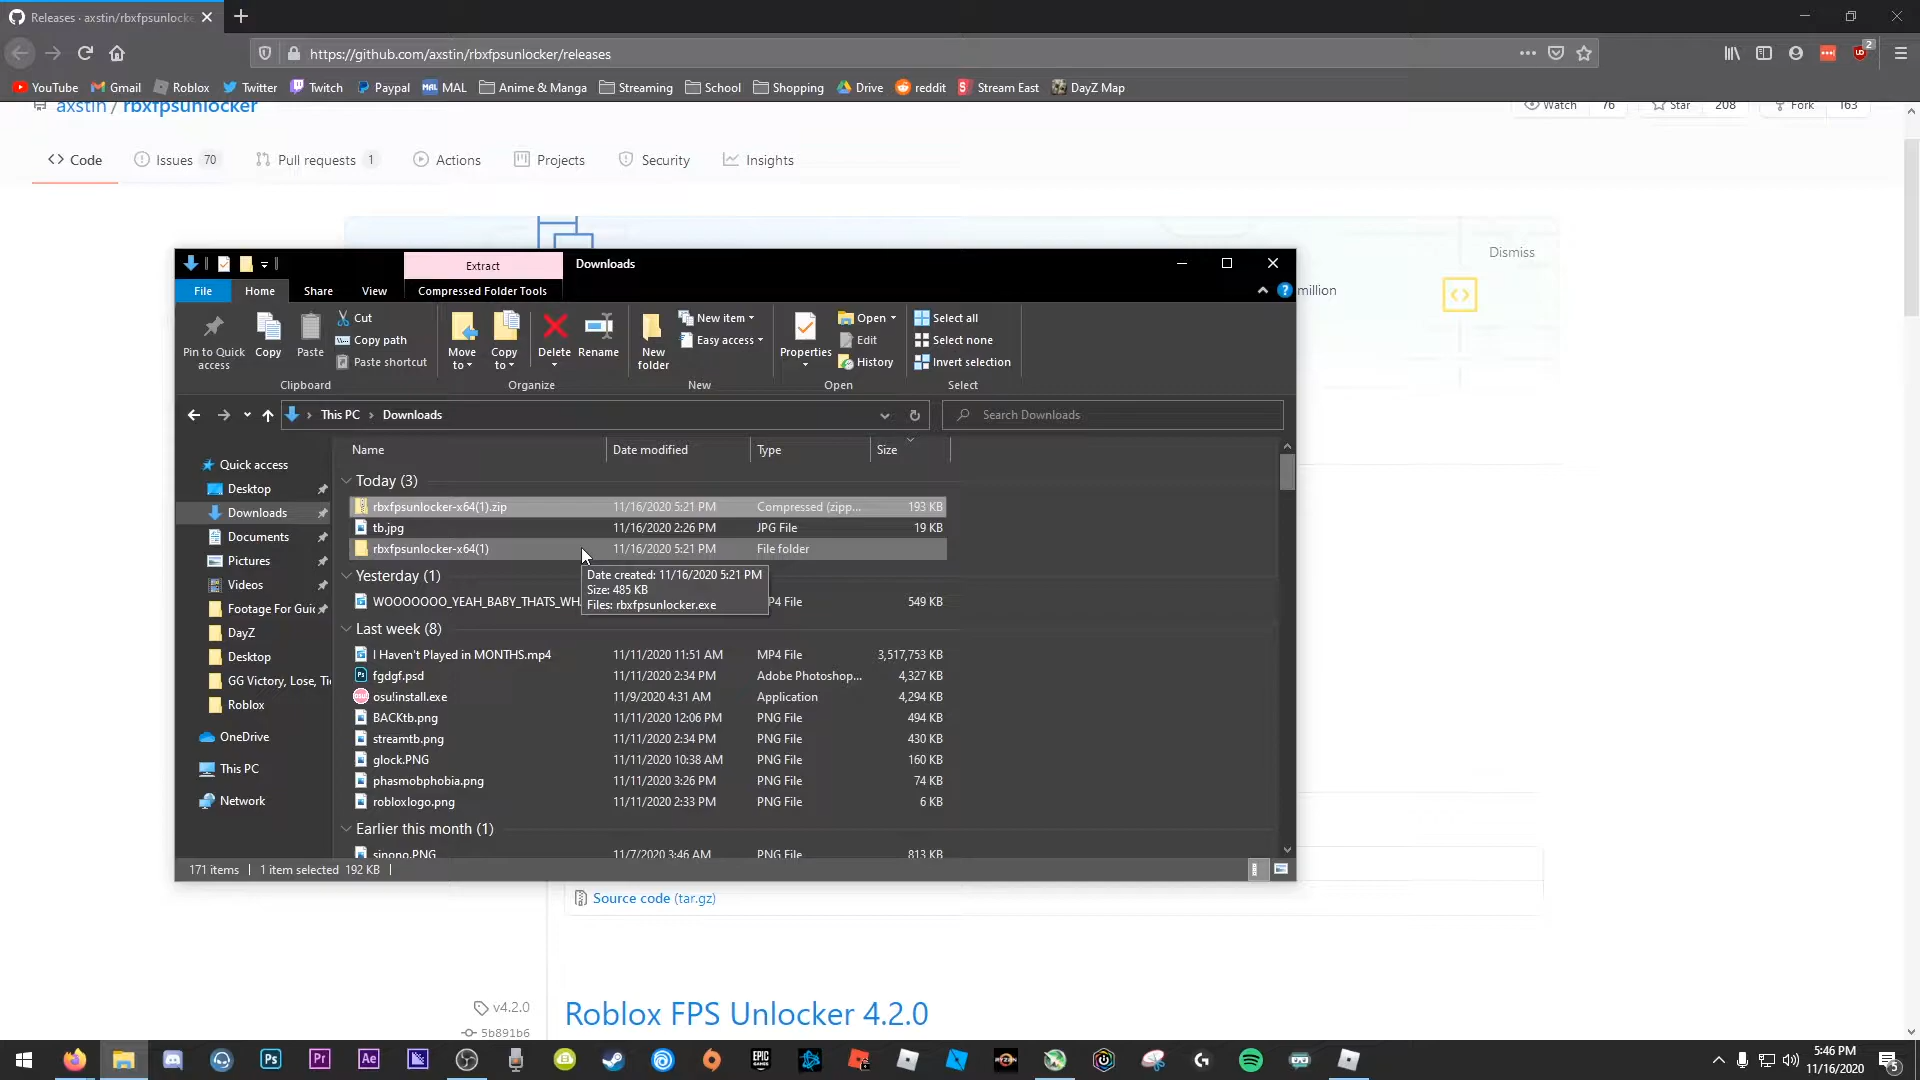 Releases · axstin/rbxfpsunlocke
https://github.com/axstin/rbxfpsunlocker/releases
2
YouTube Gmail Roblox Twitter Twitch Paypal MAL MAL Anime & Manga Streaming School Shopping Drive reddit Stream East DayZ Map
axstin / rbxfpsunlocker
Watch 76 Star 208 Fork 163
Code Issues 70 Pull requests 1 Actions Projects Security Insights
Dismiss
million
Extract Downloads
File Home Share View Compressed Folder Tools
Pin to Quick access
Copy
Paste
Cut
Copy path
Paste shortcut
Clipboard
Move to
Copy to
Delete
Rename
Organize
New folder
New item
Easy access
New
Properties
Open
Edit
History
Open
Select all
Select none
Invert selection
Select
This PC Downloads
Search Downloads
Quick access
Desktop
Downloads
Documents
Pictures
Videos
Footage For Guid
DayZ
Desktop
GG Victory, Lose, Tie
Roblox
OneDrive
This PC
Network
Name Date modified Type Size
Today (3)
rbxfpsunlocker-x64(1).zip 11/16/2020 5:21 PM Compressed (zipp... 193 KB
tb.jpg 11/16/2020 2:26 PM JPG File 19 KB
rbxfpsunlocker-x64(1) 11/16/2020 5:21 PM File folder
Date created: 11/16/2020 5:21 PM
Size: 485 KB
Files: rbxfpsunlocker.exe
Yesterday (1)
WOOOOOOO_YEAH_BABY_THATS_WH P4 File 549 KB
Last week (8)
I Haven't Played in MONTHS.mp4 11/11/2020 11:51 AM MP4 File 3,517,753 KB
fgdgf.psd 11/11/2020 2:34 PM Adobe Photoshop... 4,327 KB
osu!install.exe 11/9/2020 4:31 AM Application 4,294 KB
BACKtb.png 11/11/2020 12:06 PM PNG File 494 KB
streamtb.png 11/11/2020 2:34 PM PNG File 430 KB
glock.PNG 11/11/2020 10:38 AM PNG File 160 KB
phasmobphobia.png 11/11/2020 3:26 PM PNG File 74 KB
robloxlogo.png 11/11/2020 2:33 PM PNG File 6 KB
Earlier this month (1)
sinono.PNG 11/7/2020 3:46 AM PNG File 813 KB
171 items 1 item selected 192 KB
Source code (tar.gz)
v4.2.0
5b891b6
Roblox FPS Unlocker 4.2.0
Ps Pr Ae EPIC GAMES RYZEN
5:46 PM
11/16/2020
5